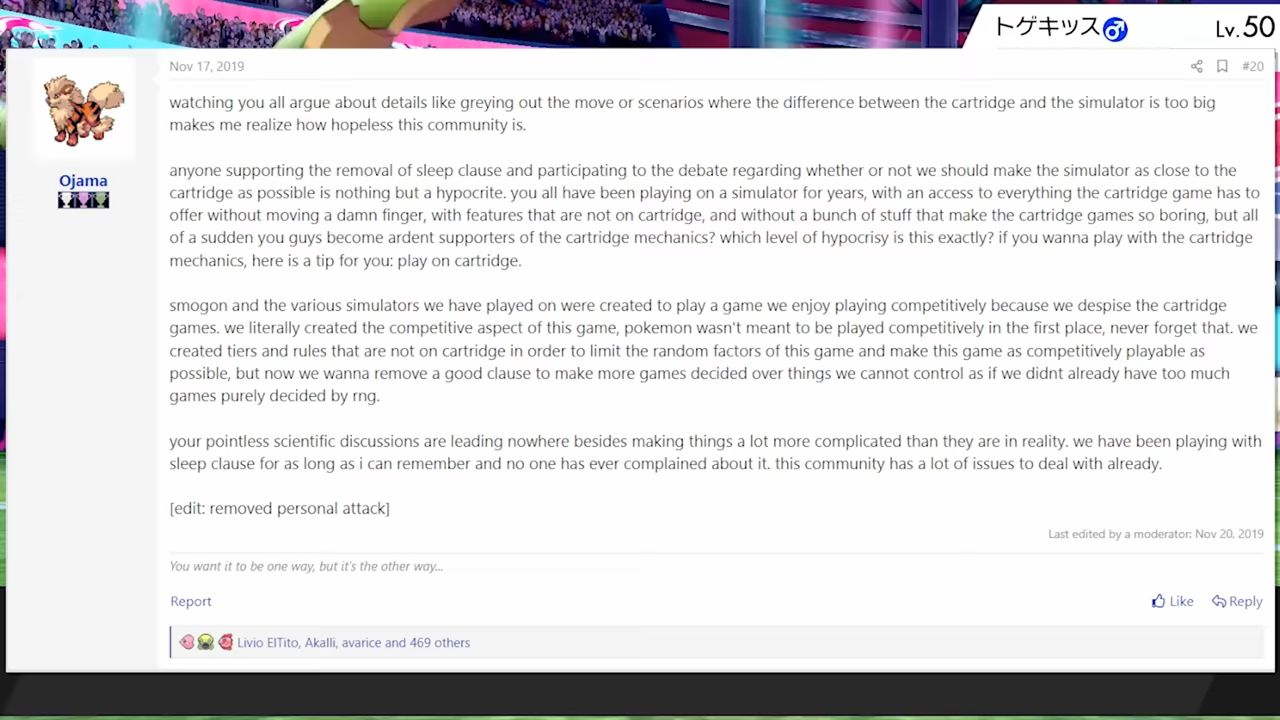 トゲキッス♂ Lv.50
Nov 17, 2019 #20
watching you all argue about details like greying out the move or scenarios where the difference between the cartridge and the simulator is too big
makes me realize how hopeless this community is.
anyone supporting the removal of sleep clause and participating to the debate regarding whether or not we should make the simulator as close to the
cartridge as possible is nothing but a hypocrite. you all have been playing on a simulator for years, with an access to everything the cartridge game has to
offer without moving a damn finger, with features that are not on cartridge, and without a bunch of stuff that make the cartridge games so boring, but all
of a sudden you guys become ardent supporters of the cartridge mechanics? which level of hypocrisy is this exactly? if you wanna play with the cartridge
mechanics, here is a tip for you: play on cartridge.
smogon and the various simulators we have played on were created to play a game we enjoy playing competitively because we despise the cartridge
games. we literally created the competitive aspect of this game, pokemon wasn't meant to be played competitively in the first place, never forget that. we
created tiers and rules that are not on cartridge in order to limit the random factors of this game and make this game as competitively playable as
possible, but now we wanna remove a good clause to make more games decided over things we cannot control as if we didnt already have too much
games purely decided by rng.
your pointless scientific discussions are leading nowhere besides making things a lot more complicated than they are in reality. we have been playing with
sleep clause for as long as i can remember and no one has ever complained about it. this community has a lot of issues to deal with already.
[edit: removed personal attack]
Last edited by a moderator: Nov 20, 2019
You want it to be one way, but it's the other way...
Report Like Reply
Livio ElTito, Akalli, avarice and 469 others
Ojama